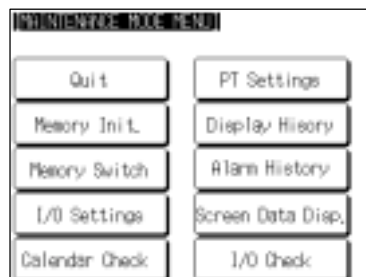 [MAINTENANCE MODE MENU]
Quit
PT Settings
Memory Init.
Display Hisory
Memory Switch
Alarm History
I/O Settings
Screen Data Disp.
Calendar Check
I/O Check